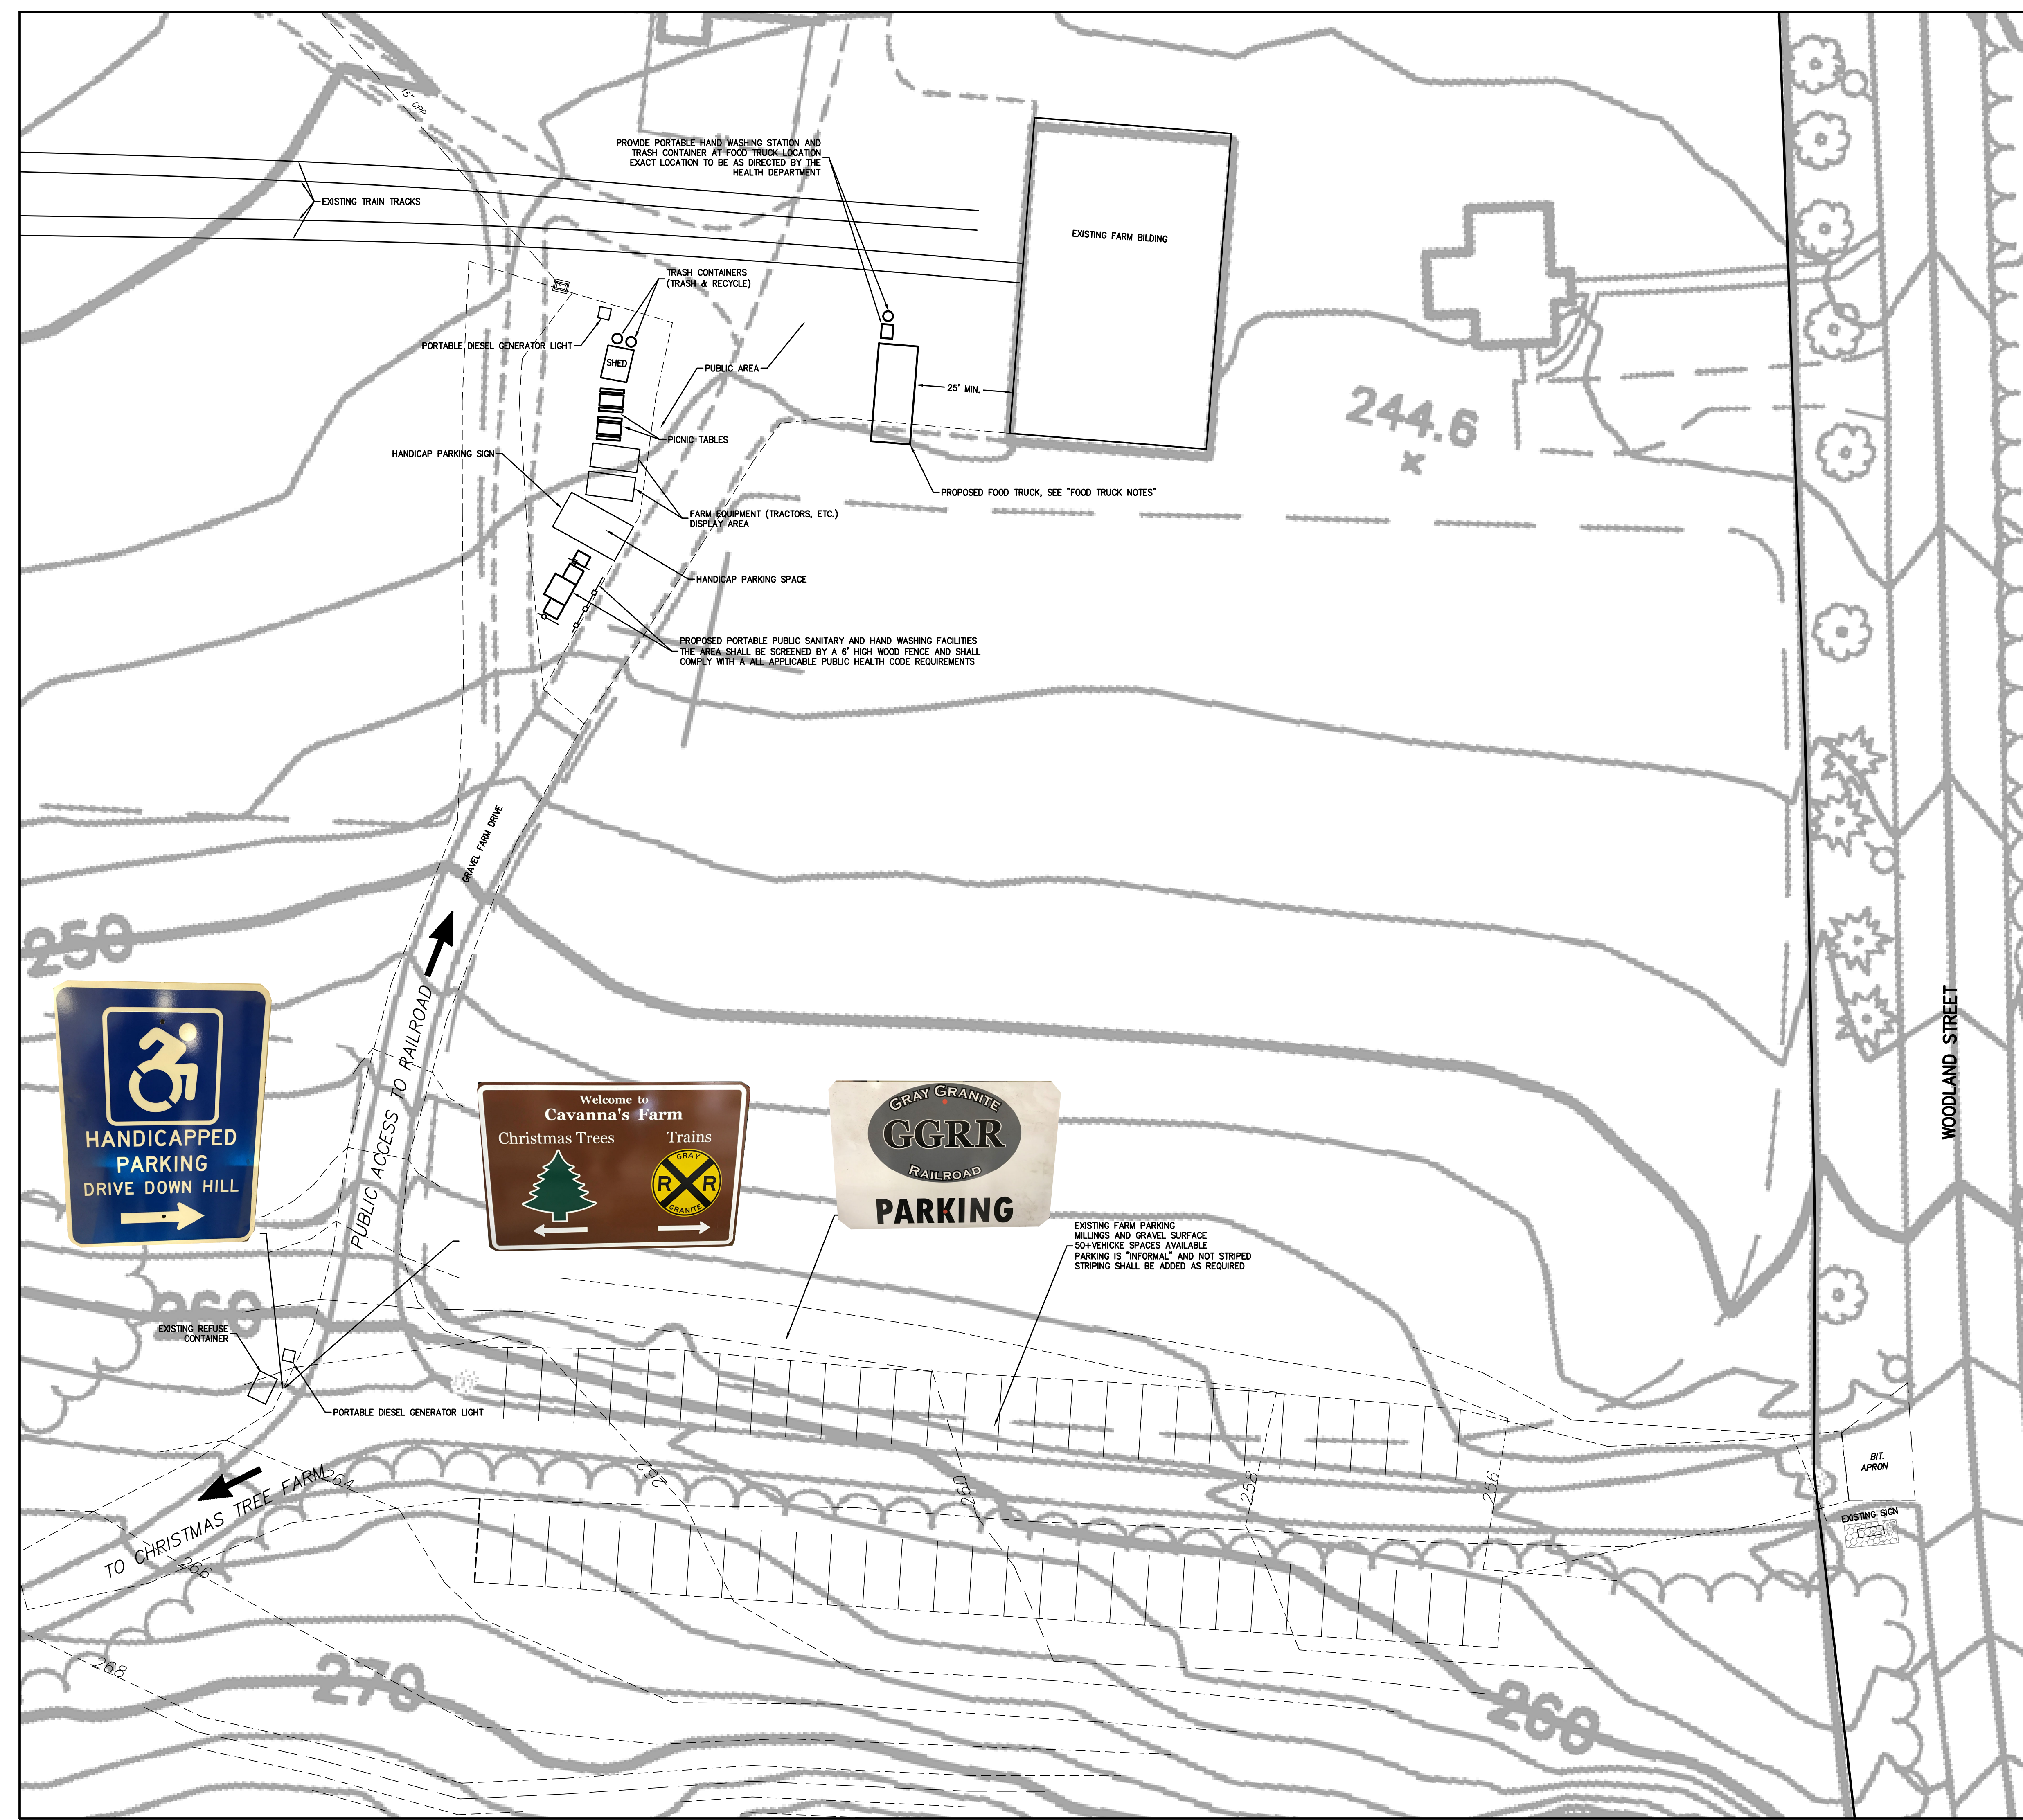 15" CPP
PROVIDE PORTABLE HAND WASHING STATION AND
TRASH CONTAINER AT FOOD TRUCK LOCATION
EXACT LOCATION TO BE AS DIRECTED BY THE
HEALTH DEPARTMENT
EXISTING TRAIN TRACKS
EXISTING FARM BILDING
TRASH CONTAINERS
(TRASH & RECYCLE)
PORTABLE DIESEL GENERATOR LIGHT
SHED
PUBLIC AREA
25' MIN.
244.6
x
PICNIC TABLES
HANDICAP PARKING SIGN
PROPOSED FOOD TRUCK, SEE "FOOD TRUCK NOTES"
FARM EQUIPMENT (TRACTORS, ETC.)
DISPLAY AREA
HANDICAP PARKING SPACE
PROPOSED PORTABLE PUBLIC SANITARY AND HAND WASHING FACILITIES
THE AREA SHALL BE SCREENED BY A 6' HIGH WOOD FENCE AND SHALL
COMPLY WITH A ALL APPLICABLE PUBLIC HEALTH CODE REQUIREMENTS
GRAVEL FARM DRIVE
250
PUBLIC ACCESS TO RAILROAD
WOODLAND STREET
HANDICAPPED
PARKING
DRIVE DOWN HILL
Welcome to
Cavanna's Farm
Christmas Trees
Trains
GRAY
R R
GRANITE
GRAY GRANITE
GGRR
RAILROAD
PARKING
EXISTING FARM PARKING
MILLINGS AND GRAVEL SURFACE
50+VEHICKE SPACES AVAILABLE
PARKING IS "INFORMAL" AND NOT STRIPED
STRIPING SHALL BE ADDED AS REQUIRED
260
EXISTING REFUSE
CONTAINER
PORTABLE DIESEL GENERATOR LIGHT
BIT.
APRON
EXISTING SIGN
TO CHRISTMAS TREE FARM
264
262
260
258
256
266
268
270
260